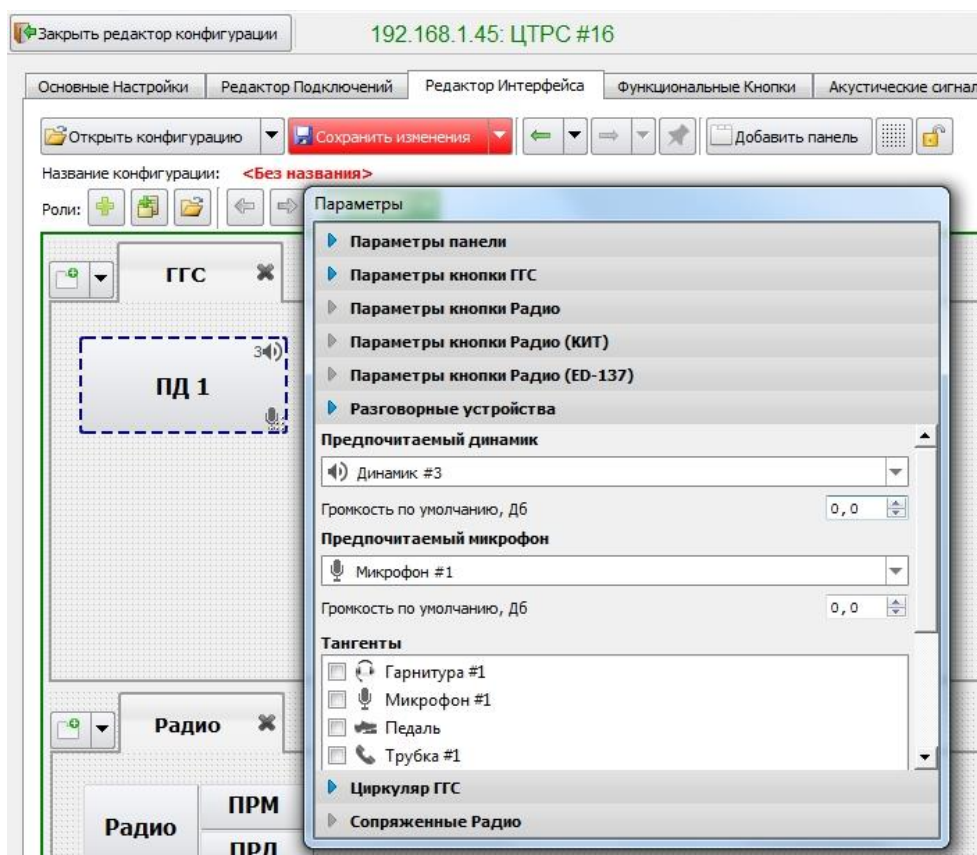 Закрыть редактор конфигурации
192.168.1.45: ЦТРС #16
Основные Настройки Редактор Подключений Редактор Интерфейса Функциональные Кнопки Акустические сигнал
Открыть конфигурацию Сохранить изменения Добавить панель
Название конфигурации: <Без названия>
Роли:
Параметры
Параметры панели
ГГС
Параметры кнопки ГГС
Параметры кнопки Радио
Параметры кнопки Радио (КИТ)
3
ПД 1
Параметры кнопки Радио (ED-137)
Разговорные устройства
Предпочитаемый динамик
Динамик #3
Громкость по умолчанию, Дб 0,0
Предпочитаемый микрофон
Микрофон #1
Громкость по умолчанию, Дб 0,0
Тангенты
Гарнитура #1
Микрофон #1
Педаль
Трубка #1
Радио
Циркуляр ГГС
Сопряженные Радио
Радио
ПРМ
ПРД